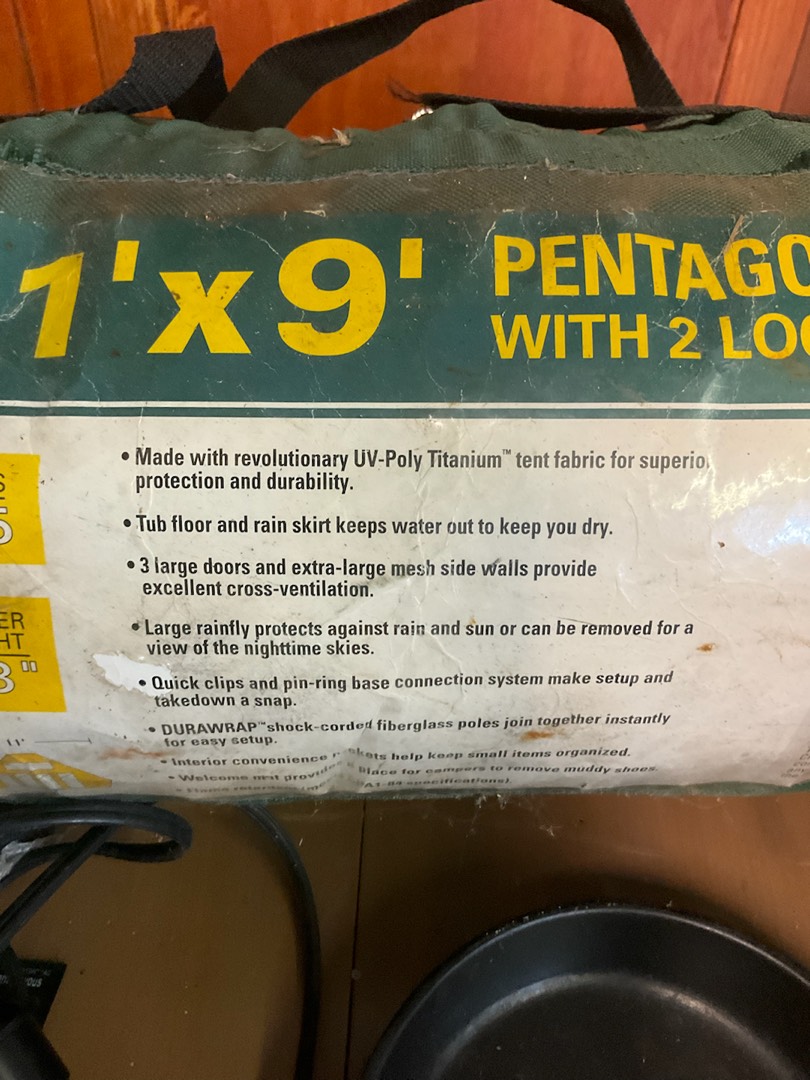 1'x9'
PENTAGO
WITH 2 LOO
S
5
ER
HT
3"
11'
• Made with revolutionary UV-Poly Titanium™ tent fabric for superio
protection and durability.
• Tub floor and rain skirt keeps water out to keep you dry.
• 3 large doors and extra-large mesh side walls provide
excellent cross-ventilation.
• Large rainfly protects against rain and sun or can be removed for a
view of the nighttime skies.
• Quick clips and pin-ring base connection system make setup and
takedown a snap.
• DURAWRAP™ shock-corded fiberglass poles join together instantly
for easy setup.
• Interior convenience help keep small items organized.
• Welcome mat place for campers to remove muddy shoes.
specifications).